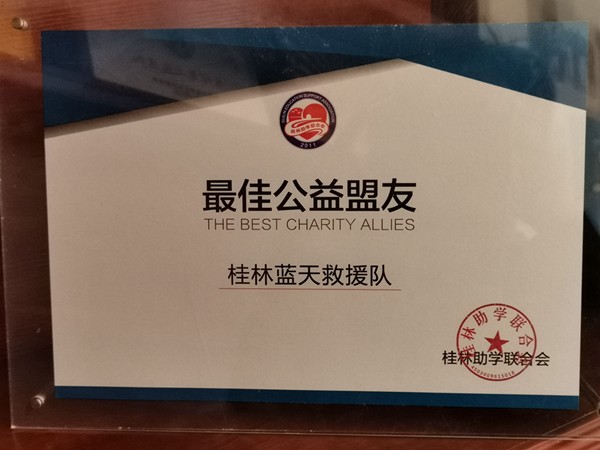 2011
最佳公益盟友
THE BEST CHARITY ALLIES
桂林蓝天救援队
桂林助学联合会
桂林助学联合会